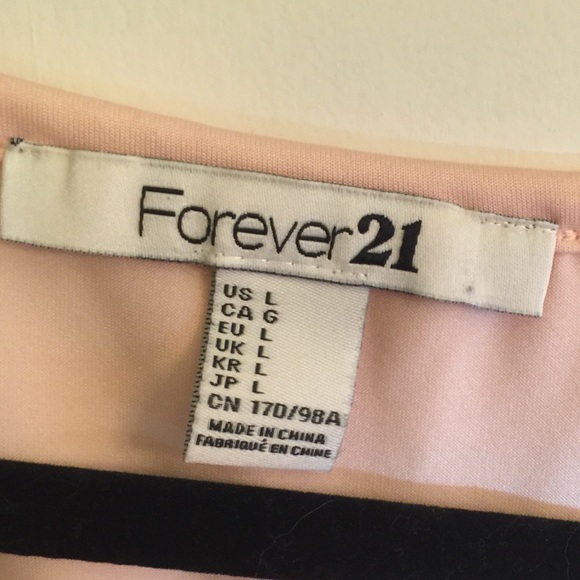 Forever21
US L
CA G
EU L
UK L
KR L
JP L
CN 170/98A
MADE IN CHINA
FABRIQUÉ EN CHINE